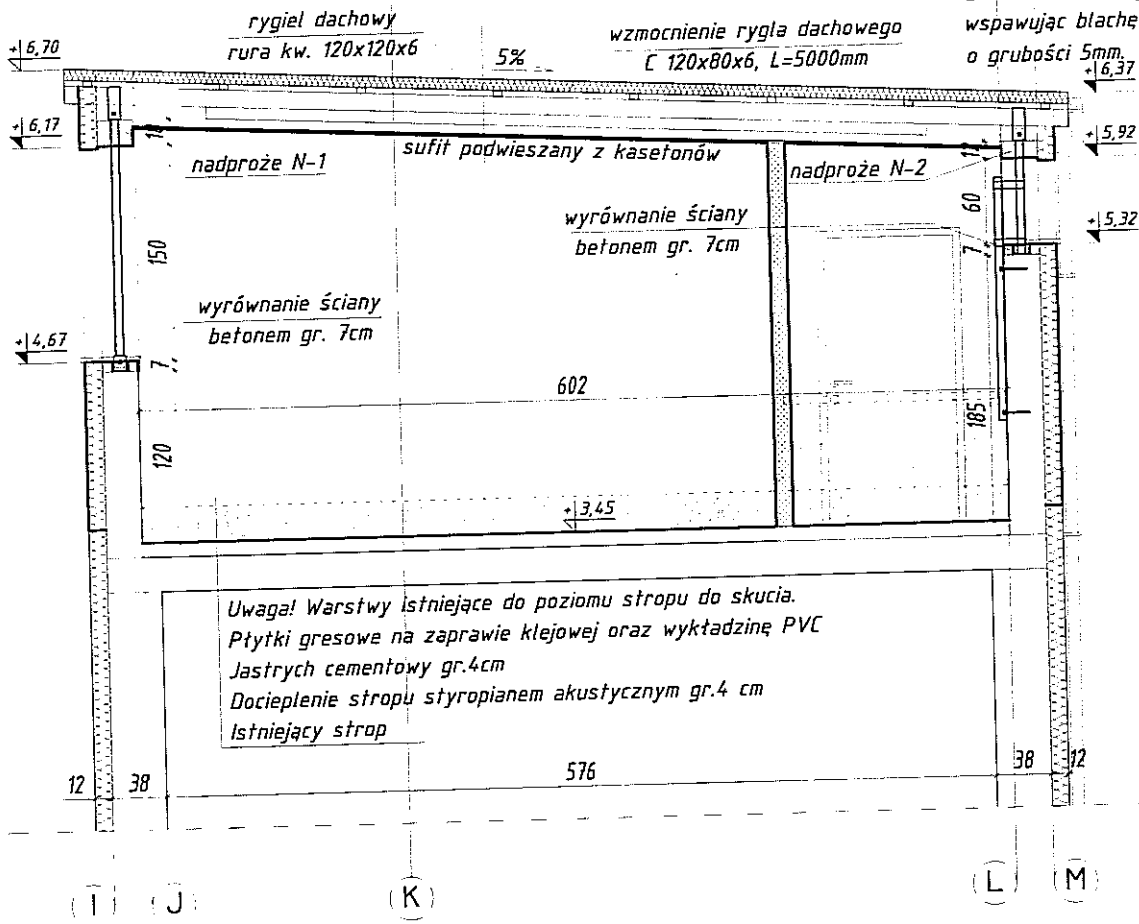 rygiel dachowy
rura kw. 120x120x6
5%
wzmocnienie rygla dachowego
C 120x80x6, L=5000mm
wspawując blachę
o grubości 5mm.
+6,70
+6,37
+6,17
+5,92
nadproże N-1
sufit podwieszany z kasetonów
nadproże N-2
60
wyrównanie ściany
betonem gr. 7cm
+5,32
7
150
wyrównanie ściany
betonem gr. 7cm
+4,67
7
602
185
120
+3,45
Uwaga! Warstwy istniejące do poziomu stropu do skucia.
Płytki gresowe na zaprawie klejowej oraz wykładzinę PVC
Jastrych cementowy gr.4cm
Docieplenie stropu styropianem akustycznym gr.4 cm
Istniejący strop
12 38 576 38 12
I J K L M